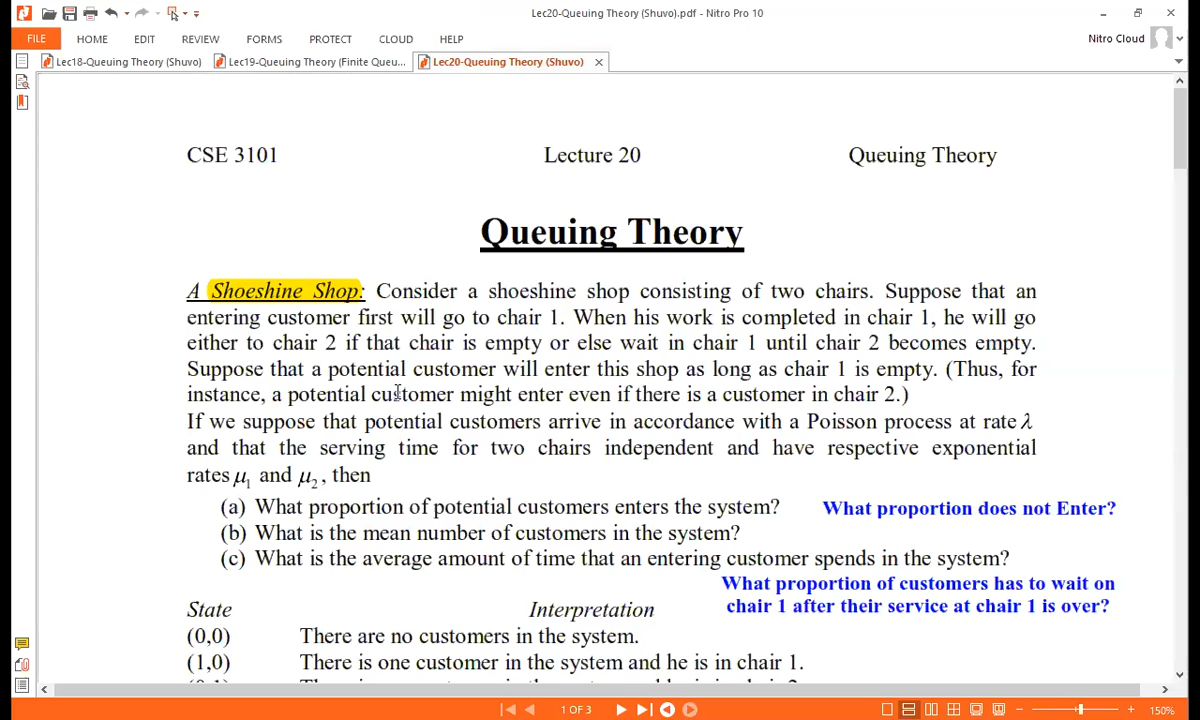 Lec20-Queuing Theory (Shuvo).pdf - Nitro Pro 10
FILE HOME EDIT REVIEW FORMS PROTECT CLOUD HELP
Nitro Cloud
Lec18-Queuing Theory (Shuvo) Lec19-Queuing Theory (Finite Queu... Lec20-Queuing Theory (Shuvo)
CSE 3101 Lecture 20 Queuing Theory
Queuing Theory
A Shoeshine Shop: Consider a shoeshine shop consisting of two chairs. Suppose that an
entering customer first will go to chair 1. When his work is completed in chair 1, he will go
either to chair 2 if that chair is empty or else wait in chair 1 until chair 2 becomes empty.
Suppose that a potential customer will enter this shop as long as chair 1 is empty. (Thus, for
instance, a potential customer might enter even if there is a customer in chair 2.)
If we suppose that potential customers arrive in accordance with a Poisson process at rate λ
and that the serving time for two chairs independent and have respective exponential
rates μ₁ and μ₂, then
(a) What proportion of potential customers enters the system? What proportion does not Enter?
(b) What is the mean number of customers in the system?
(c) What is the average amount of time that an entering customer spends in the system?
What proportion of customers has to wait on
chair 1 after their service at chair 1 is over?
State Interpretation
(0,0) There are no customers in the system.
(1,0) There is one customer in the system and he is in chair 1.
1 OF 3
150%